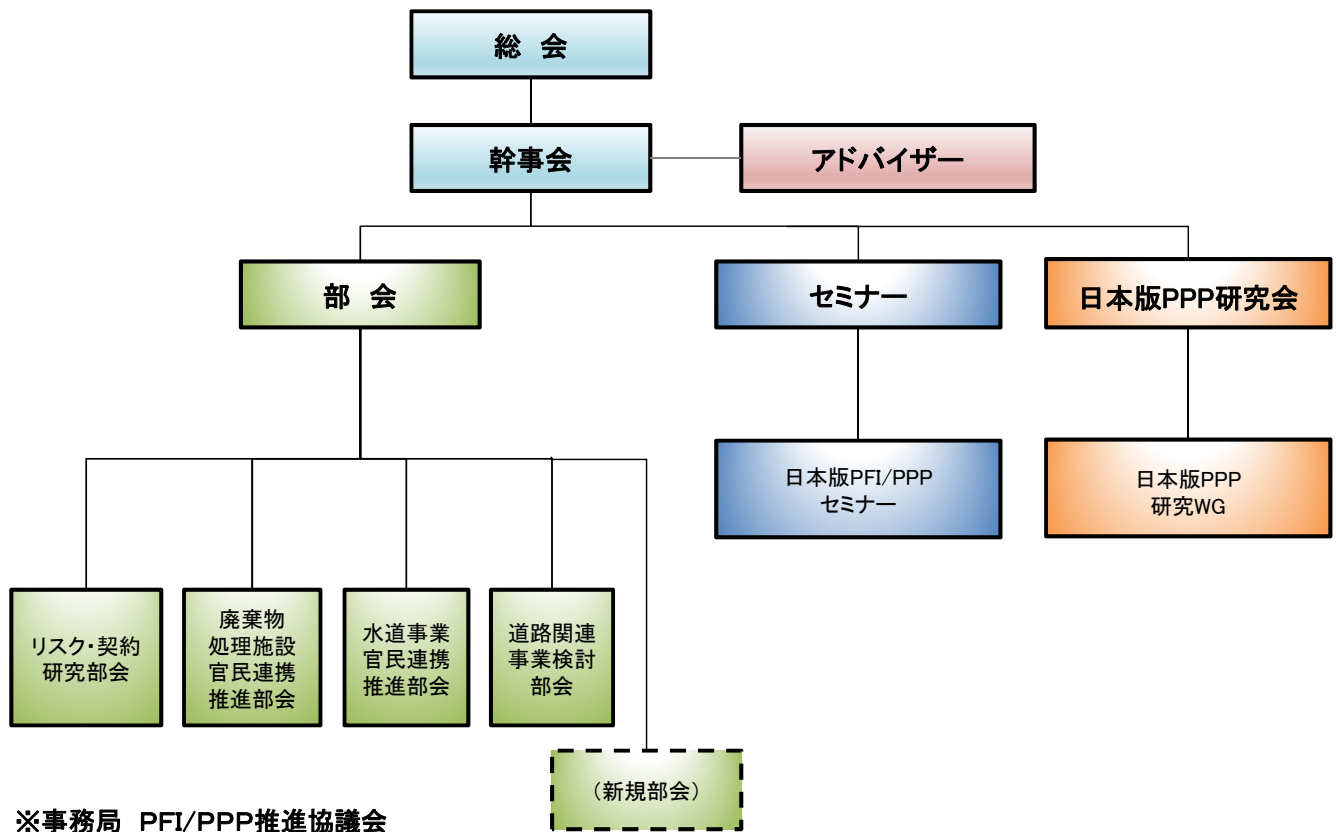 総 会
幹事会
アドバイザー
部 会
セミナー
日本版PPP研究会
日本版PFI/PPP
セミナー
日本版PPP
研究WG
リスク・契約
研究部会
廃棄物
処理施設
官民連携
推進部会
水道事業
官民連携
推進部会
道路関連
事業検討
部会
（新規部会）
※事務局 PFI/PPP推進協議会